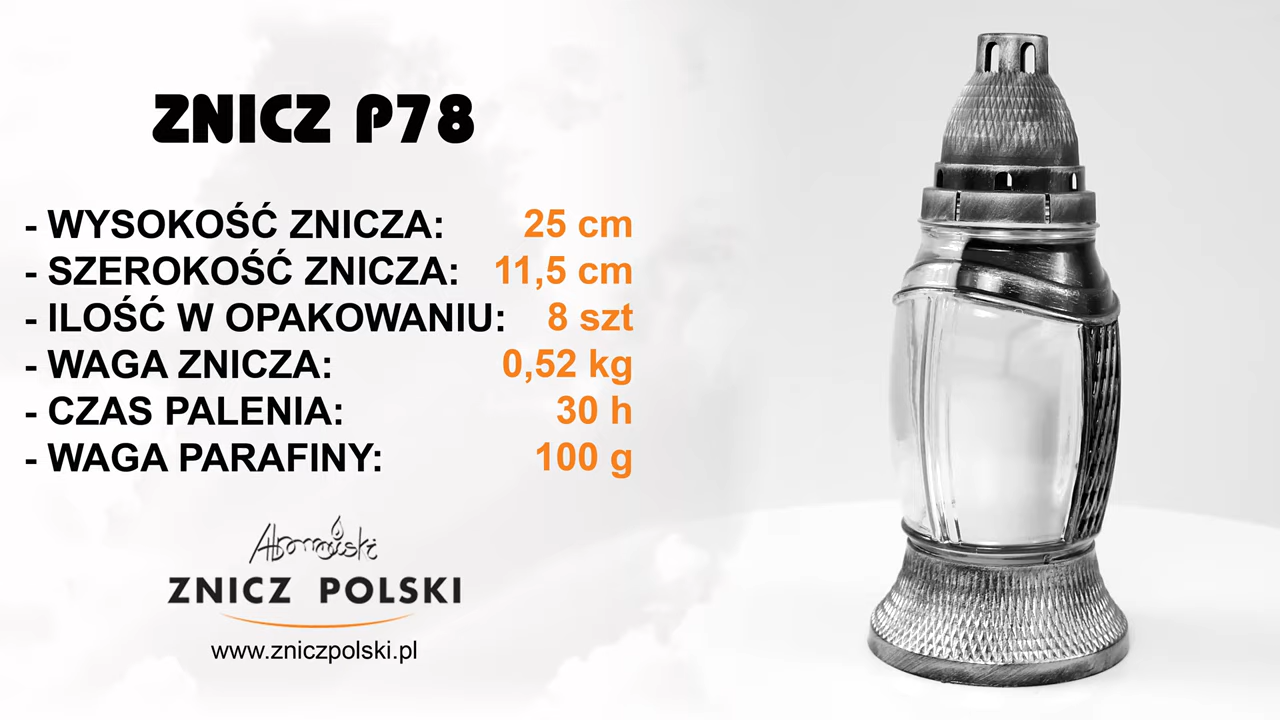 ZNICZ P78
- WYSOKOŚĆ ZNICZA: 25 cm
- SZEROKOŚĆ ZNICZA: 11,5 cm
- ILOŚĆ W OPAKOWANIU: 8 szt
- WAGA ZNICZA: 0,52 kg
- CZAS PALENIA: 30 h
- WAGA PARAFINY: 100 g
ZNICZ POLSKI
www.zniczpolski.pl